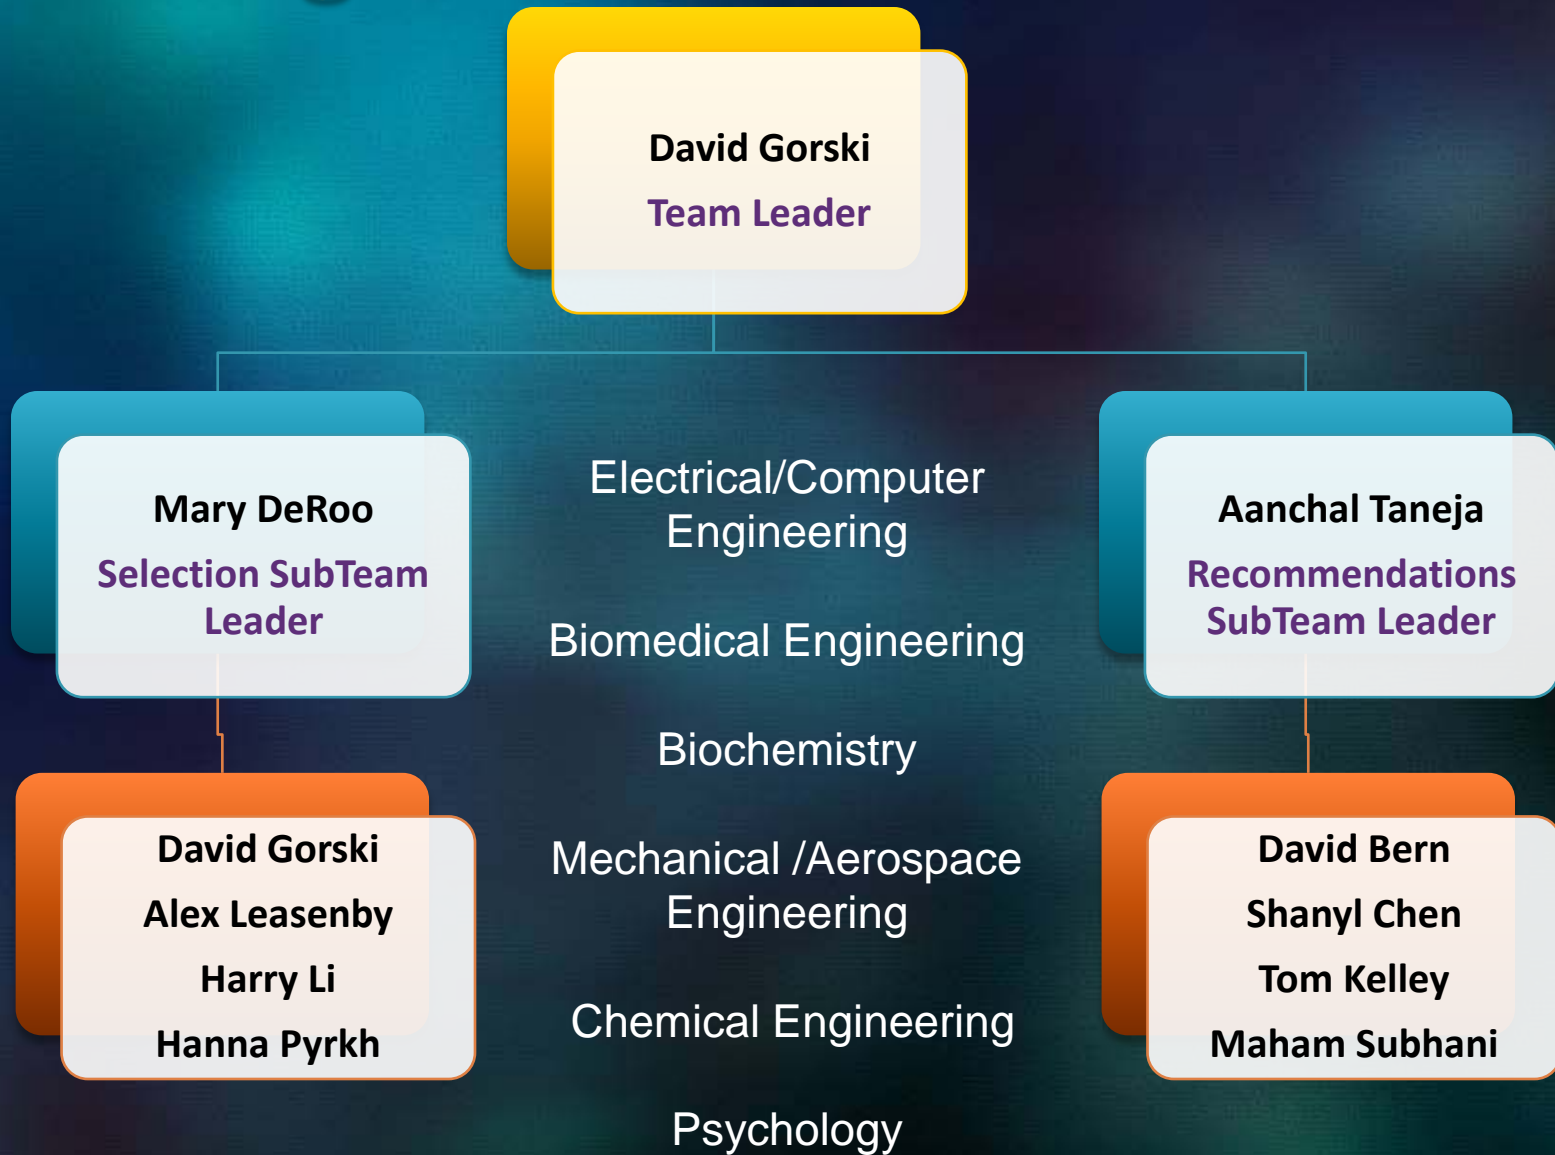 David Gorski
Team Leader
Mary DeRoo
Selection SubTeam
Leader
David Gorski
Alex Leasenby
Harry Li
Hanna Pyrkh
Electrical/Computer
Engineering
Biomedical Engineering
Biochemistry
Mechanical /Aerospace
Engineering
Chemical Engineering
Psychology
Aanchal Taneja
Recommendations
SubTeam Leader
David Bern
Shanyl Chen
Tom Kelley
Maham Subhani